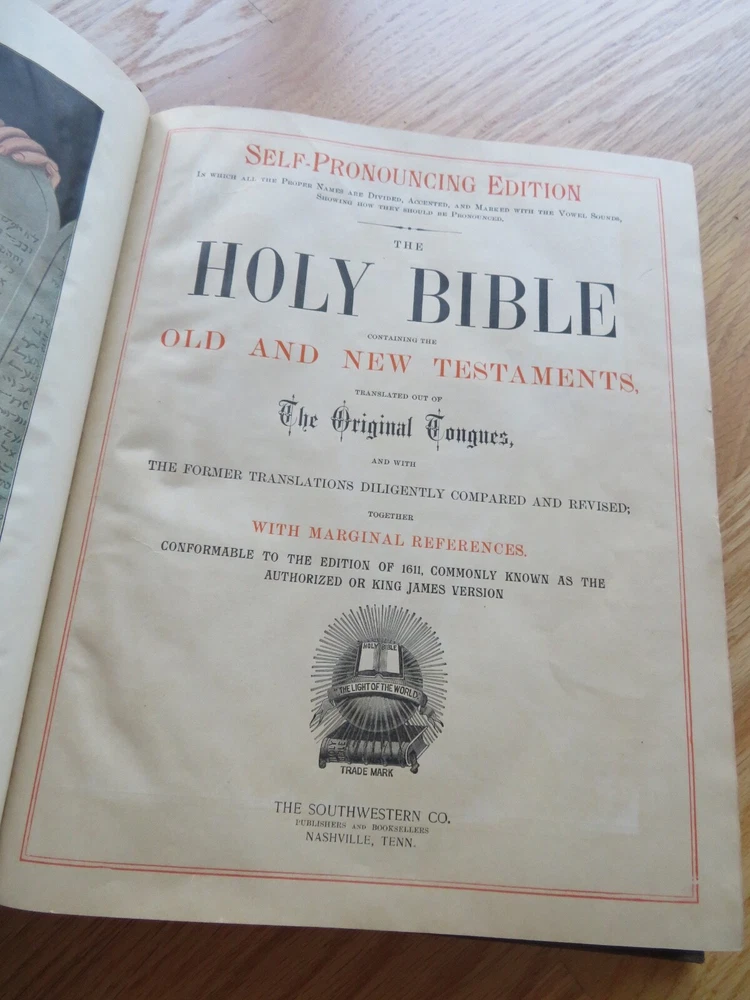 SELF-PRONOUNCING EDITION
IN WHICH ALL THE PROPER NAMES ARE DIVIDED, ACCENTED, AND MARKED WITH THE VOWEL SOUNDS,
SHOWING HOW THEY SHOULD BE PRONOUNCED.
THE
HOLY BIBLE
CONTAINING THE
OLD AND NEW TESTAMENTS,
TRANSLATED OUT OF
The Original Tongues,
AND WITH
THE FORMER TRANSLATIONS DILIGENTLY COMPARED AND REVISED;
TOGETHER
WITH MARGINAL REFERENCES.
CONFORMABLE TO THE EDITION OF 1611, COMMONLY KNOWN AS THE
AUTHORIZED OR KING JAMES VERSION
HOLY BIBLE
"THE LIGHT OF THE WORLD."
TRADE MARK
THE SOUTHWESTERN CO.
PUBLISHERS AND BOOKSELLERS
NASHVILLE, TENN.